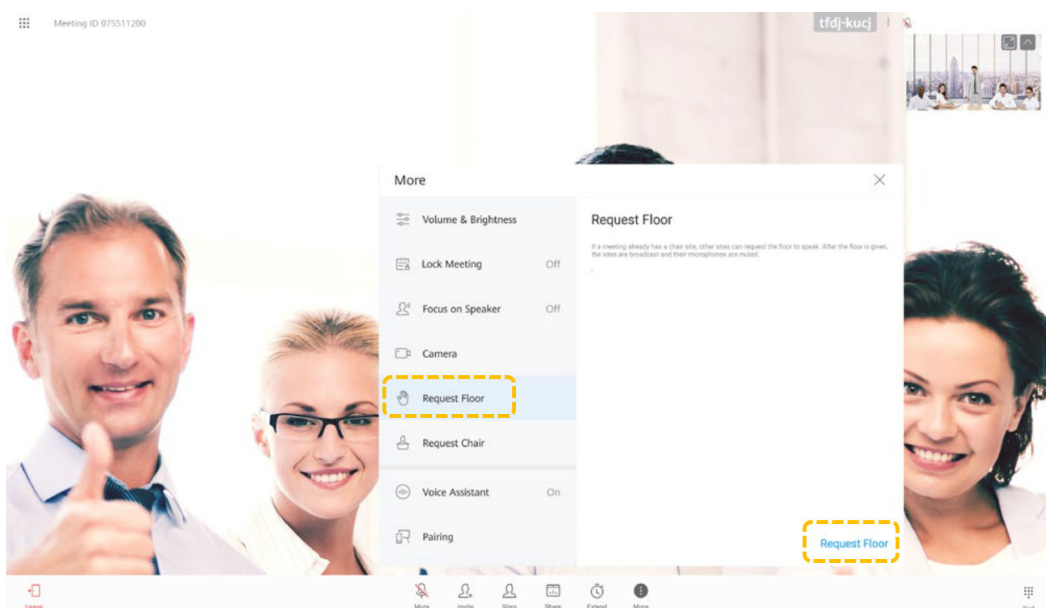 Meeting ID 075511200
tfdj-kucj
More
Volume & Brightness
Lock Meeting Off
Focus on Speaker Off
Camera
Request Floor
Request Chair
Voice Assistant On
Pairing
Request Floor
If a meeting already has a chair site, other sites can request the floor to speak. After the floor is given,
the sites are broadcast and their microphones are muted.
Request Floor
Leave
Mute
Invite
Sites
Share
Extend
More